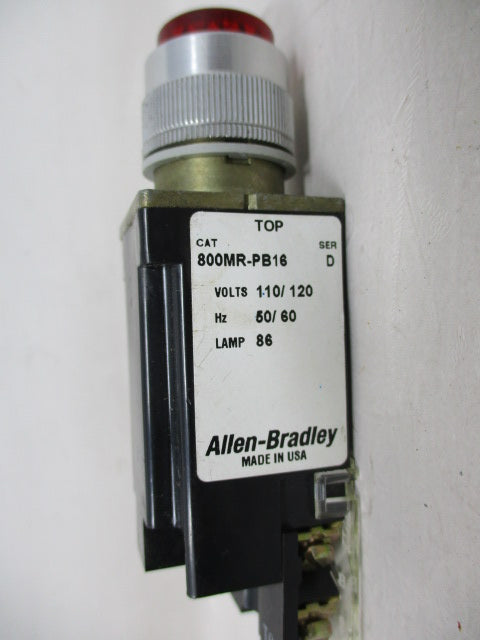 TOP
CAT SER
800MR-PB16 D
VOLTS 110/120
Hz 50/60
LAMP 86
Allen-Bradley
MADE IN USA